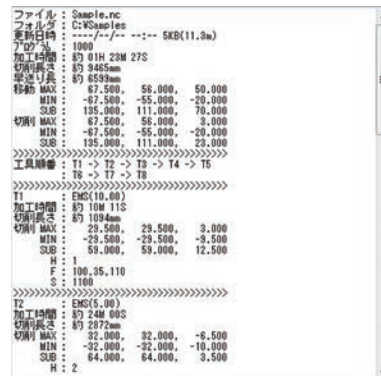 ファイル : Sample.nc
フォルダ : C:¥Samples
更新日時 : ----/--/-- --:-- 5KB(11.3m)
プログラム : 1000
加工時間 : 約 01H 23M 27S
切削長さ : 約 9465mm
早送り長 : 約 6599mm
移動 MAX : 67.500, 56.000, 50.000
MIN : -67.500, -55.000, -20.000
SUB : 135.000, 111.000, 70.000
切削 MAX : 67.500, 56.000, 3.000
MIN : -67.500, -55.000, -20.000
SUB : 135.000, 111.000, 23.000
>>>>>>>>>>>>>>>>>>>>>>>>>>>>>>>>>>>>>>>>
工具順番 : T1 -> T2 -> T3 -> T4 -> T5
: T6 -> T7 -> T8
>>>>>>>>>>>>>>>>>>>>>>>>>>>>>>>>>>>>>>>>
T1 : EMS(10.00)
加工時間 : 約 10M 11S
切削長さ : 約 1094mm
切削 MAX : 29.500, 29.500, 3.000
MIN : -29.500, -29.500, -9.500
SUB : 59.000, 59.000, 12.500
H : 1
F : 100,35,110
S : 1100
>>>>>>>>>>>>>>>>>>>>>>>>>>>>>>>>>>>>>>>>
T2 : EMS(5.00)
加工時間 : 約 24M 00S
切削長さ : 約 2872mm
切削 MAX : 32.000, 32.000, -6.500
MIN : -32.000, -32.000, -10.000
SUB : 64.000, 64.000, 3.500
H : 2